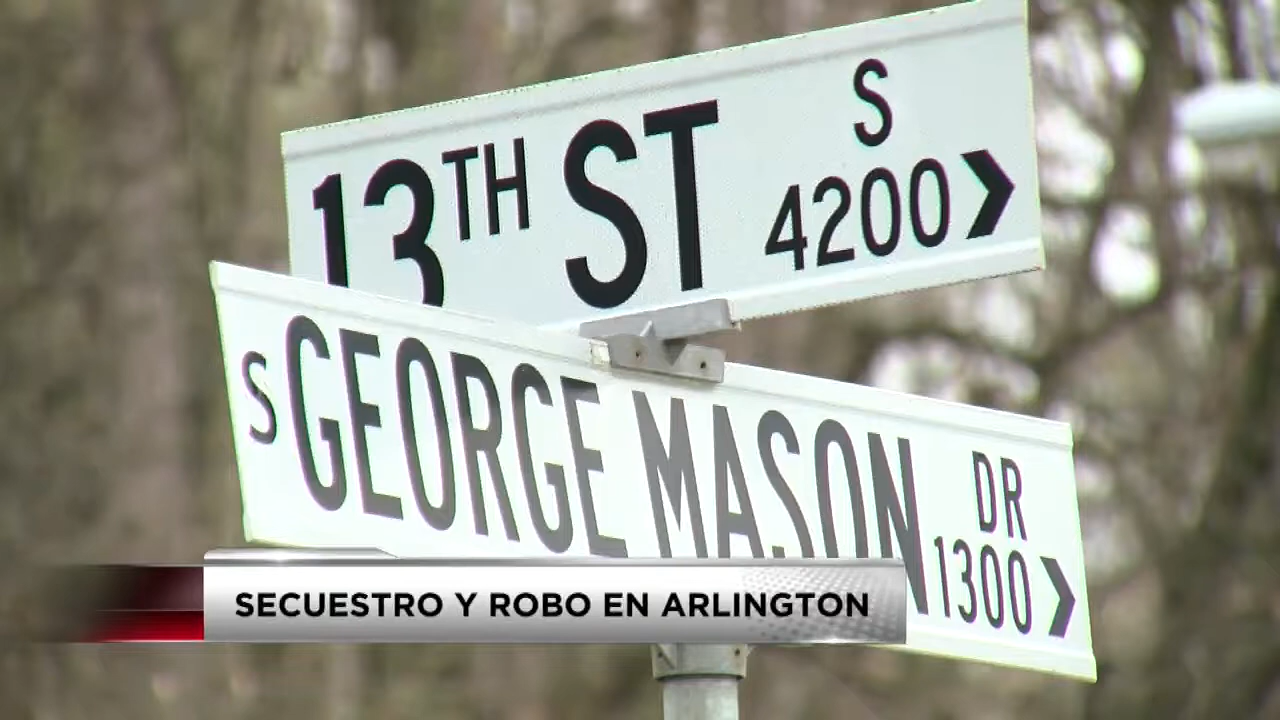 13TH ST S 4200
S GEORGE MASON DR 1300
SECUESTRO Y ROBO EN ARLINGTON